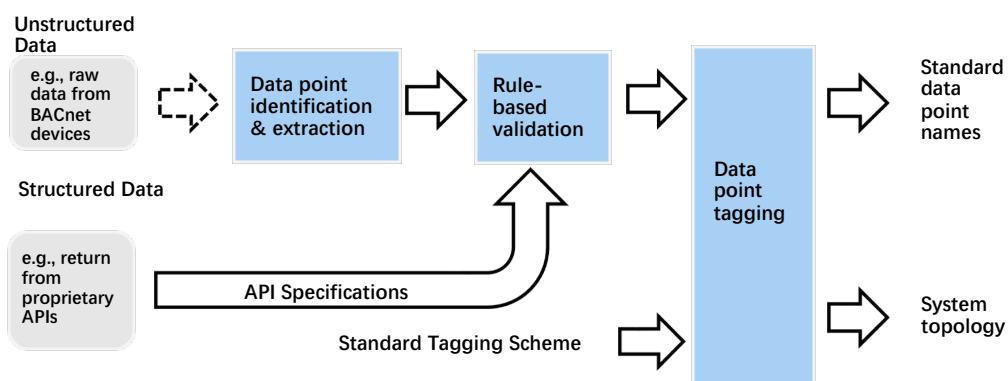 Unstructured
Data
e.g., raw
data from
BACnet
devices
Data point
identification
& extraction
Rule-
based
validation
Standard
data
point
names
Structured Data
Data
point
tagging
e.g., return
from
proprietary
APIs
API Specifications
Standard Tagging Scheme
System
topology